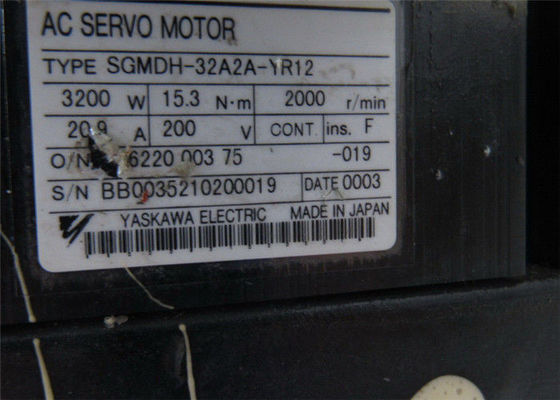 AC SERVO MOTOR
TYPE SGMDH-32A2A-YR12
3200 W 15.3 N·m 2000 r/min
20.9 A 200 V CONT. ins. F
O/N 6220 003 75 -019
S/N BB0035210200019 DATE 0003
YASKAWA ELECTRIC MADE IN JAPAN